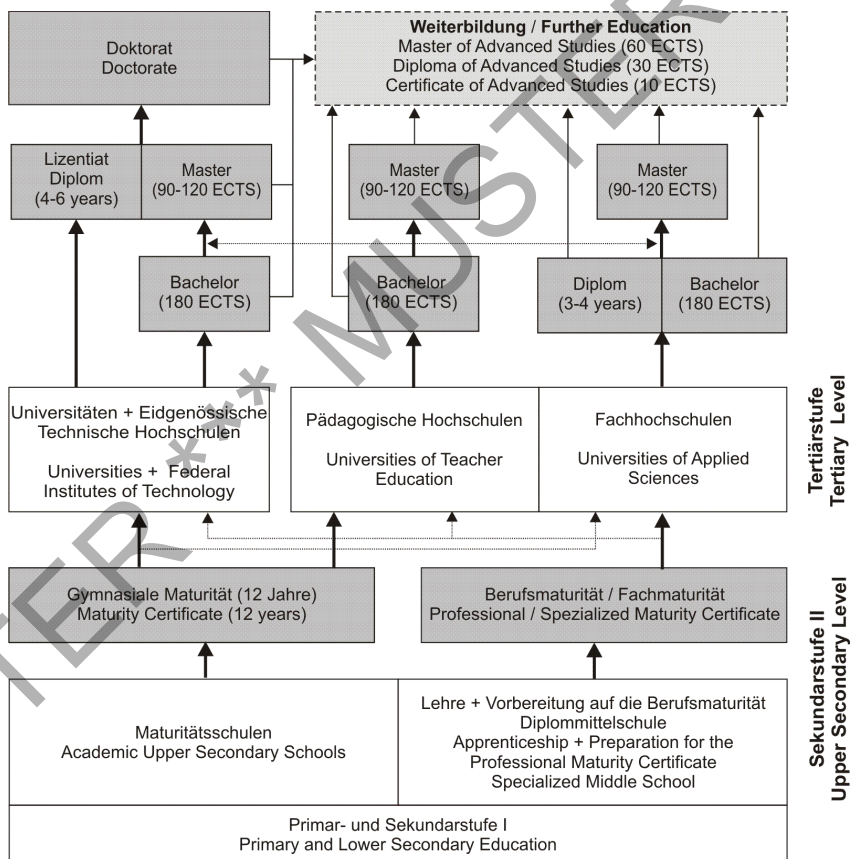 Doktorat
Doctorate
Weiterbildung / Further Education
Master of Advanced Studies (60 ECTS)
Diploma of Advanced Studies (30 ECTS)
Certificate of Advanced Studies (10 ECTS)
Lizentiat
Diplom
(4-6 years)
Master
(90-120 ECTS)
Master
(90-120 ECTS)
Master
(90-120 ECTS)
Bachelor
(180 ECTS)
Bachelor
(180 ECTS)
Diplom
(3-4 years)
Bachelor
(180 ECTS)
Universitäten + Eidgenössische
Technische Hochschulen
Universities + Federal
Institutes of Technology
Pädagogische Hochschulen
Universities of Teacher
Education
Fachhochschulen
Universities of Applied
Sciences
Tertiärstufe
Tertiary Level
Gymnasiale Maturität (12 Jahre)
Maturity Certificate (12 years)
Berufsmaturität / Fachmaturität
Professional / Spezialized Maturity Certificate
Maturitätsschulen
Academic Upper Secondary Schools
Lehre + Vorbereitung auf die Berufsmaturität
Diplommittelschule
Apprenticeship + Preparation for the
Professional Maturity Certificate
Specialized Middle School
Sekundarstufe II
Upper Secondary Level
Primar- und Sekundarstufe I
Primary and Lower Secondary Education
TER *** MUSTER